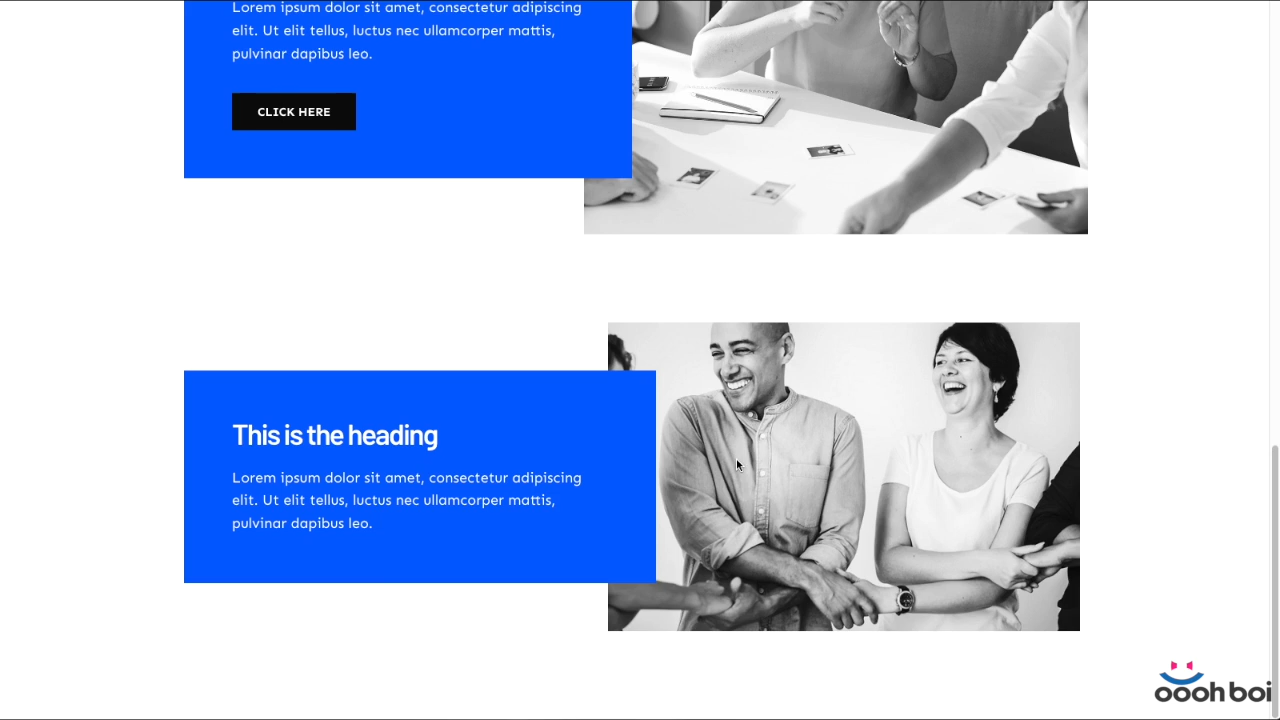 Lorem ipsum dolor sit amet, consectetur adipiscing
elit. Ut elit tellus, luctus nec ullamcorper mattis,
pulvinar dapibus leo.
CLICK HERE
This is the heading
Lorem ipsum dolor sit amet, consectetur adipiscing
elit. Ut elit tellus, luctus nec ullamcorper mattis,
pulvinar dapibus leo.
oooh boi